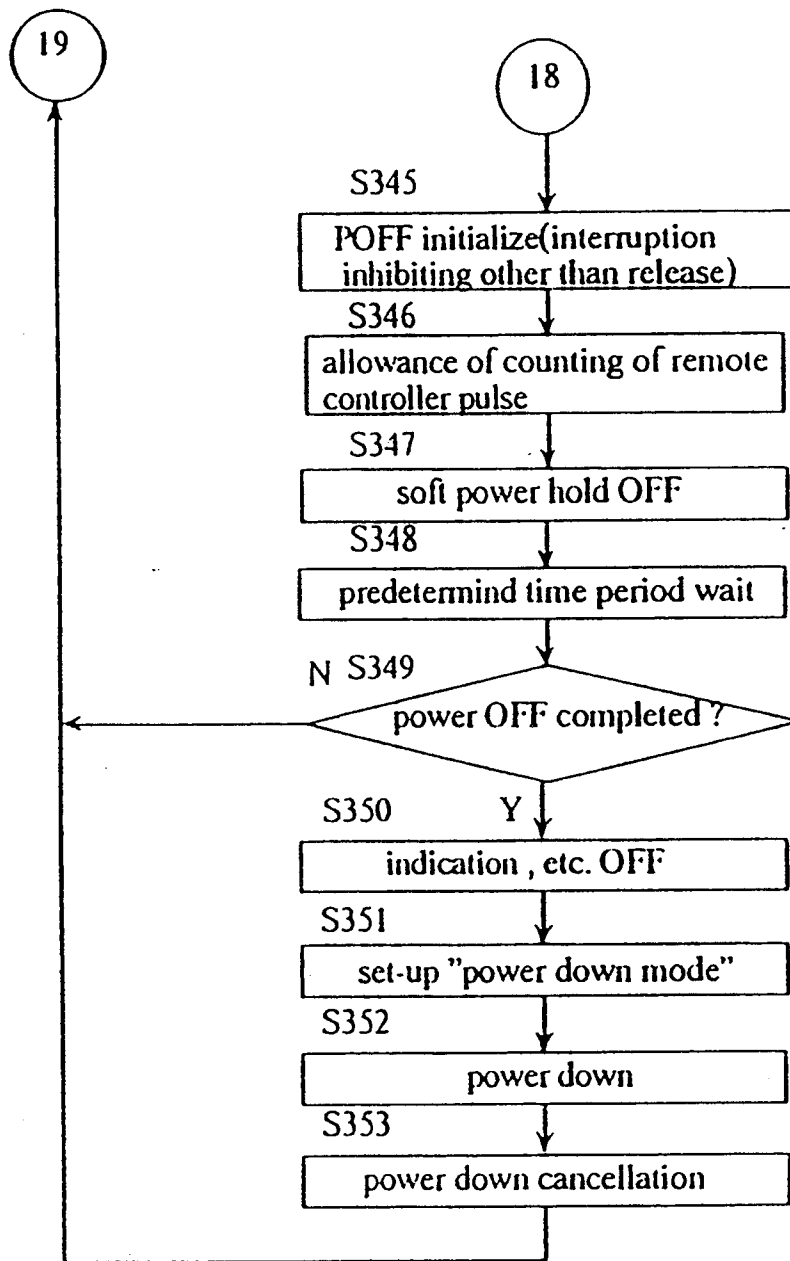 19
18
S345
POFF initialize(interruption
inhibiting other than release)
S346
allowance of counting of remote
controller pulse
S347
soft power hold OFF
S348
predetermind time period wait
N S349
power OFF completed ?
S350 Y
indication , etc. OFF
S351
set-up "power down mode"
S352
power down
S353
power down cancellation